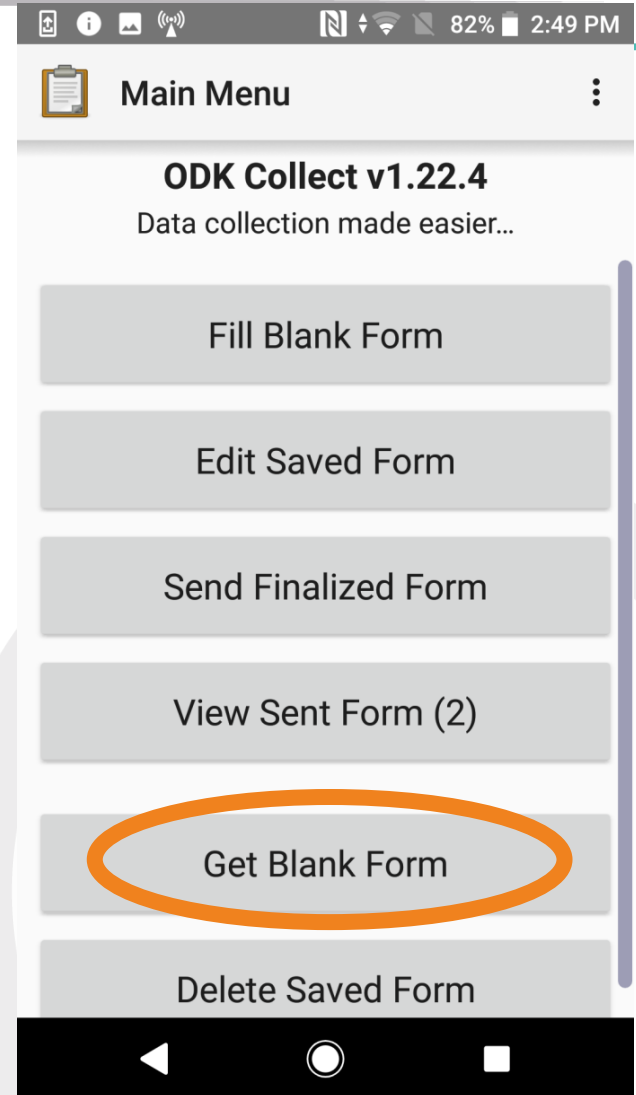 82% 2:49 PM
Main Menu
ODK Collect v1.22.4
Data collection made easier...
Fill Blank Form
Edit Saved Form
Send Finalized Form
View Sent Form (2)
Get Blank Form
Delete Saved Form